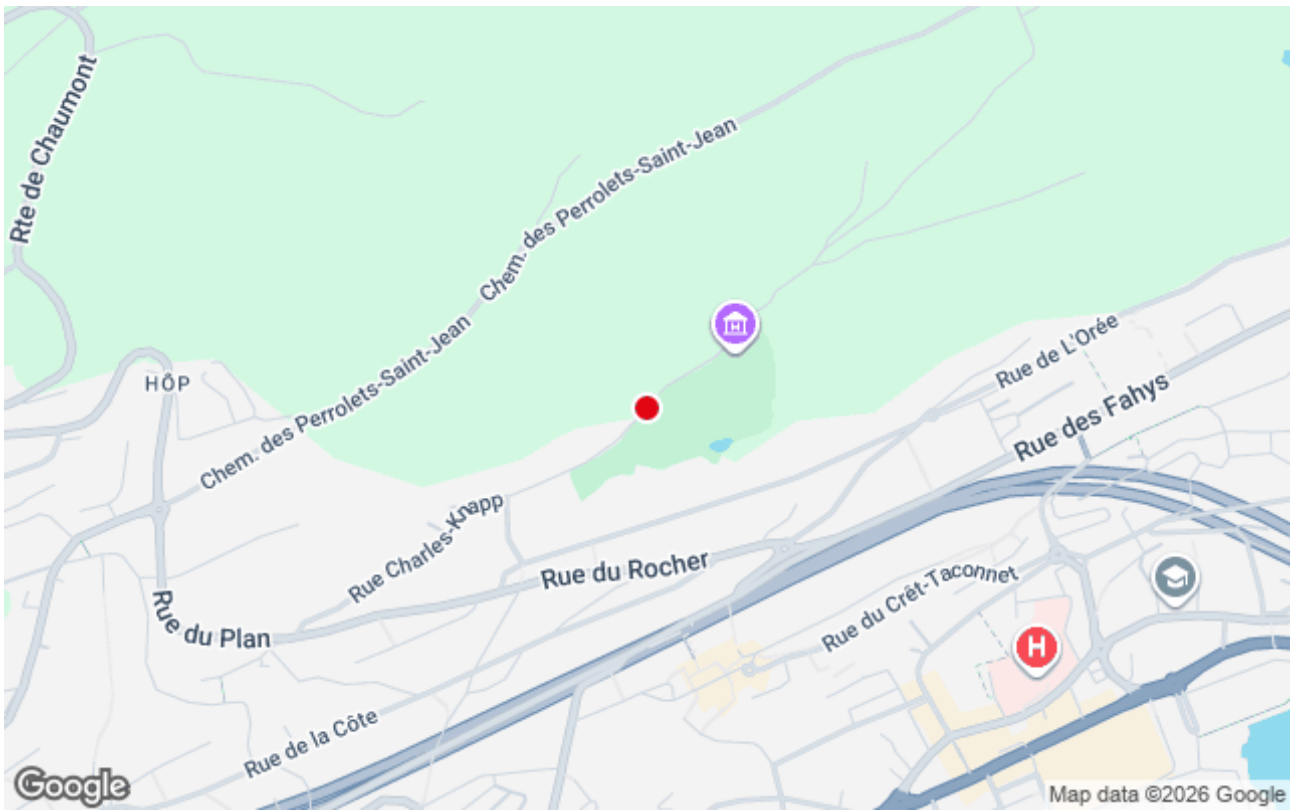 Rte de Chaumont
Chem. des Perrolets-Saint-Jean
Chem. des Perrolets-Saint-Jean
HÔP
Rue de L'Orée
Rue des Fahys
Rue Charles-Knapp
Rue du Rocher
Rue du Crêt-Taconnet
Rue du Plan
H
Rue de la Côte
Google
Map data ©2026 Google